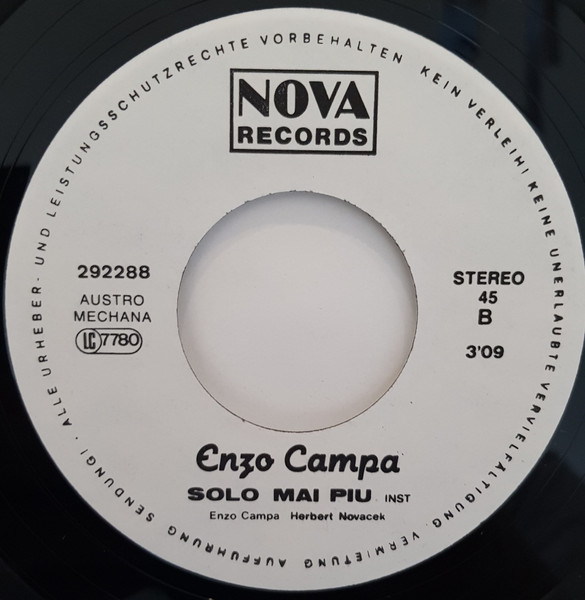 · ALLE URHEBER- UND LEISTUNGSSCHUTZRECHTE VORBEHALTEN KEIN VERLEIH! KEINE UNERLAUBTE VERVIELFÄLTIGUNG, VERMIETUNG, AUFFÜHRUNG, SENDUNG!
NOVA
RECORDS
292288
AUSTRO
MECHANA
LC 7780
STEREO
45
B
3'09
Enzo Campa
SOLO MAI PIU INST
Enzo Campa Herbert Novacek